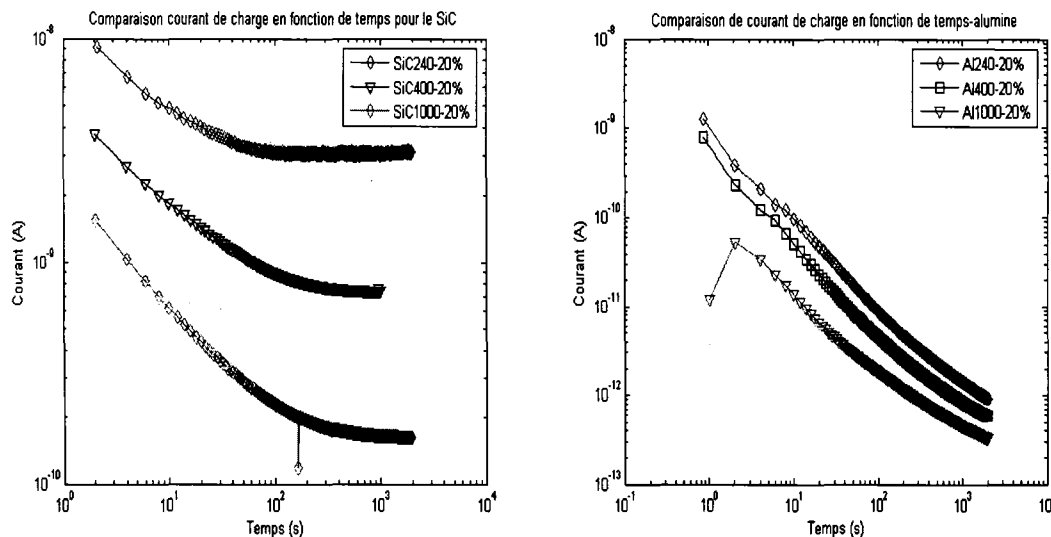 Comparaison courant de charge en fonction de temps pour le SiC
10^-8
10^-9
10^-10
Courant (A)
SiC240-20%
SiC400-20%
SiC1000-20%
10^0 10^1 10^2 10^3 10^4
Temps (s)
Comparaison de courant de charge en fonction de temps-alumine
10^-8
10^-9
10^-10
10^-11
10^-12
10^-13
Courant (A)
Al240-20%
Al400-20%
Al1000-20%
10^-1 10^0 10^1 10^2 10^3 10
Temps (s)